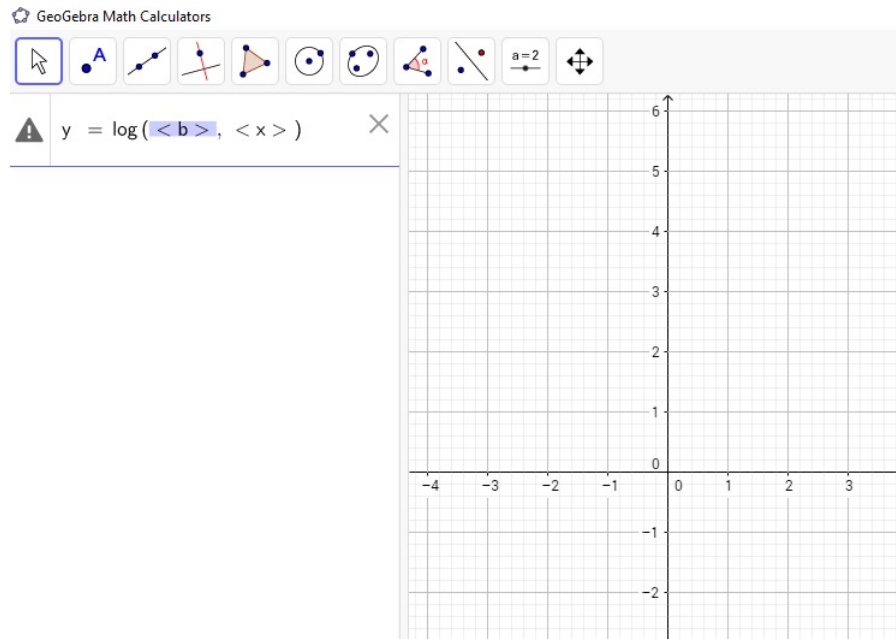 GeoGebra Math Calculators
A
α
a=2
y = log( <b>, <x> )
6
5
4
3
2
1
0
−4 −3 −2 −1 0 1 2 3
−1
−2